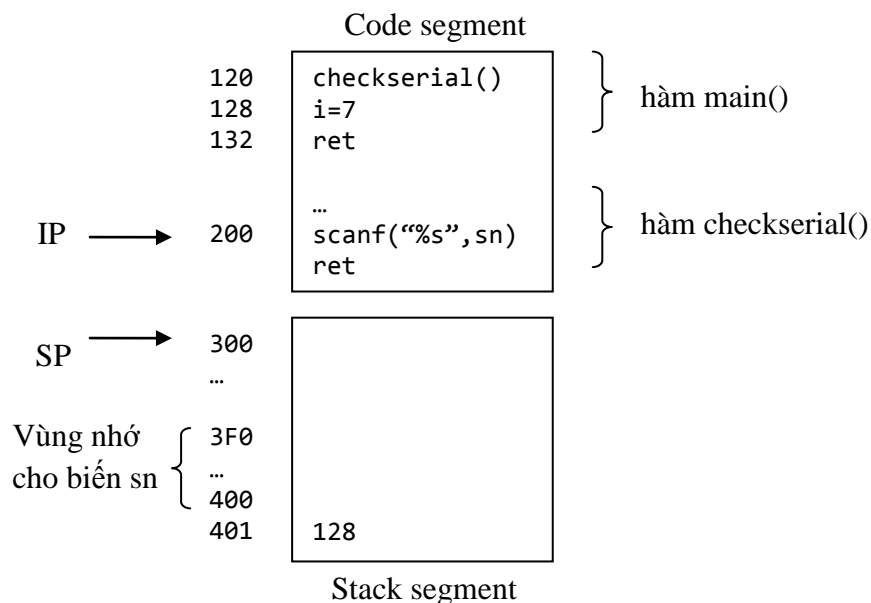 Code segment
120 checkserial()
128 i=7
132 ret
hàm main()
…
IP 200 scanf(“%s”,sn)
ret
hàm checkserial()
SP 300
…
Vùng nhớ
cho biến sn
3F0
…
400
401 128
Stack segment